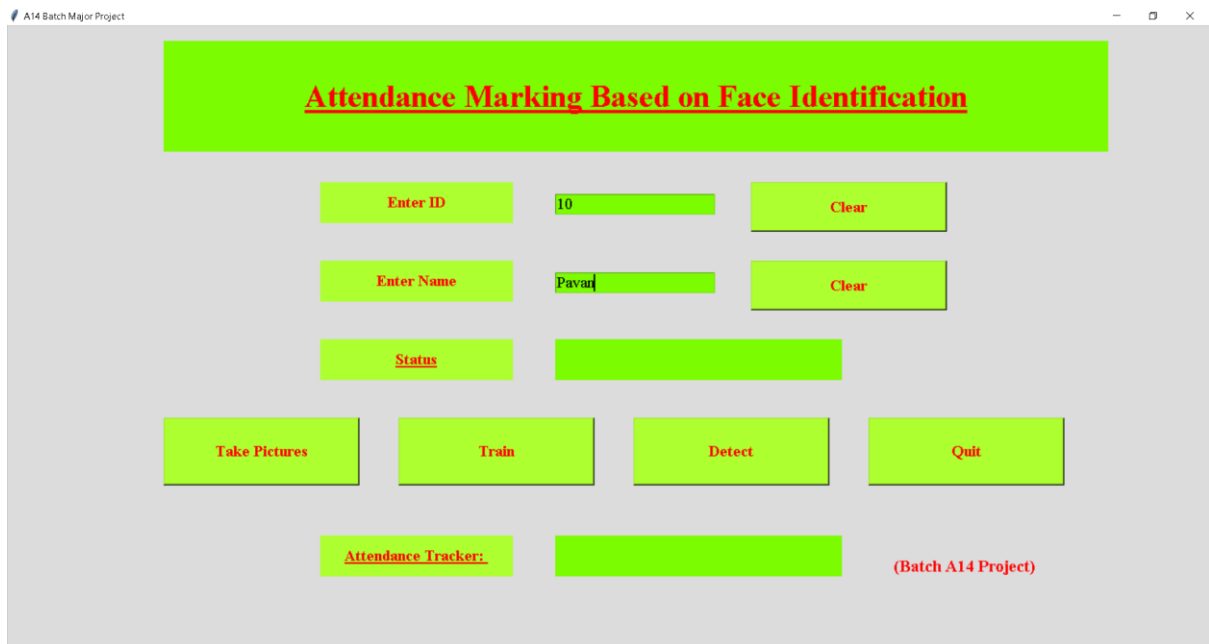 A14 Batch Major Project
Attendance Marking Based on Face Identification
Enter ID
10
Clear
Enter Name
Pavan
Clear
Status
Take Pictures
Train
Detect
Quit
Attendance Tracker:
(Batch A14 Project)